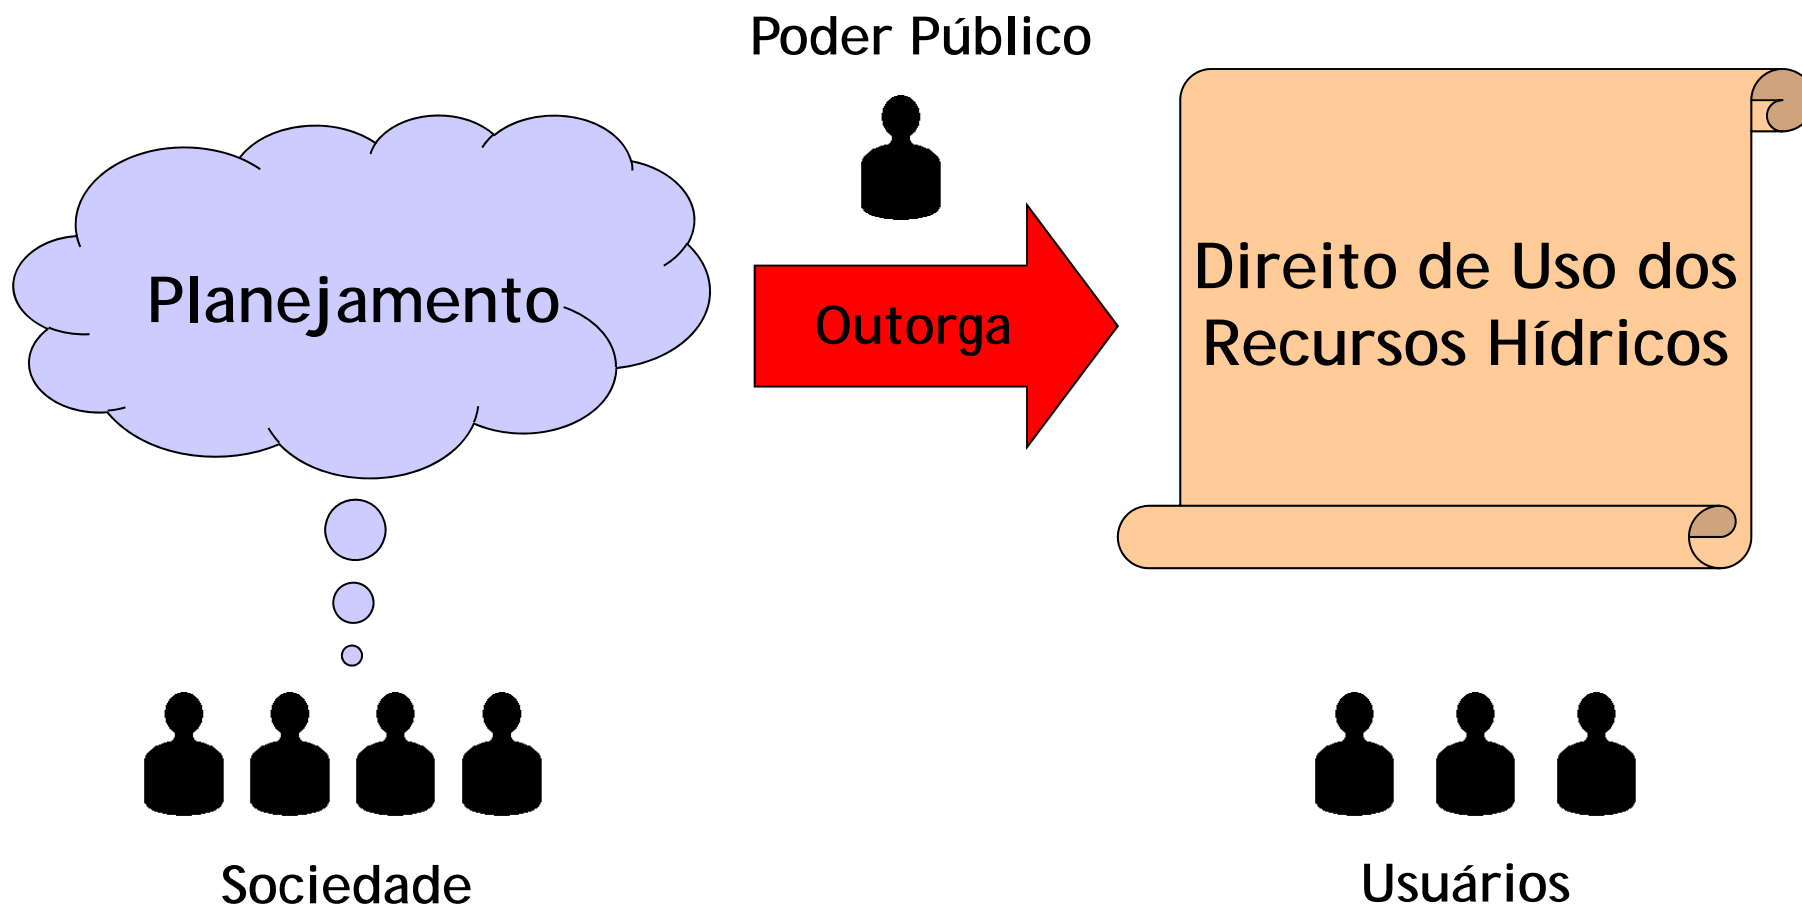 Poder Público
Planejamento
Outorga
Direito de Uso dos
Recursos Hídricos
Sociedade
Usuários